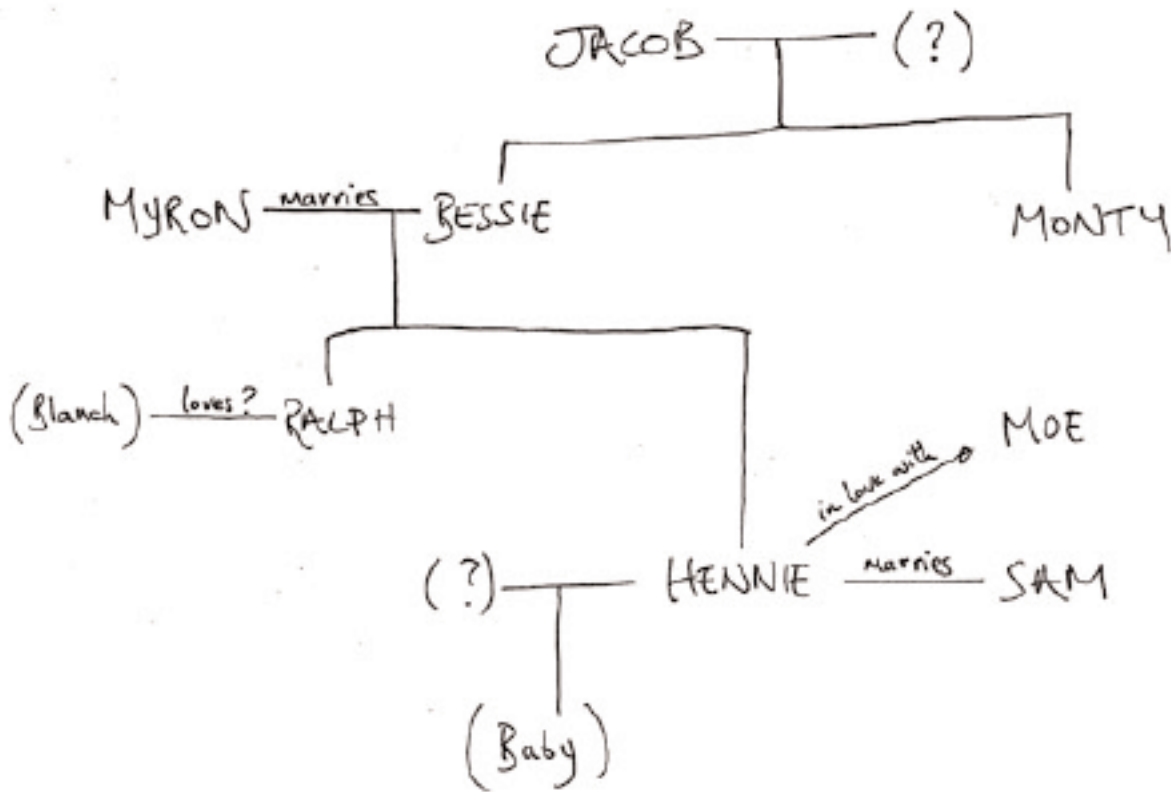 JACOB (?)
MYRON marries BESSIE MONTY
(Blanch) loves? RALPH
MOE
in love with
(?) HENNIE marries SAM
(Baby)